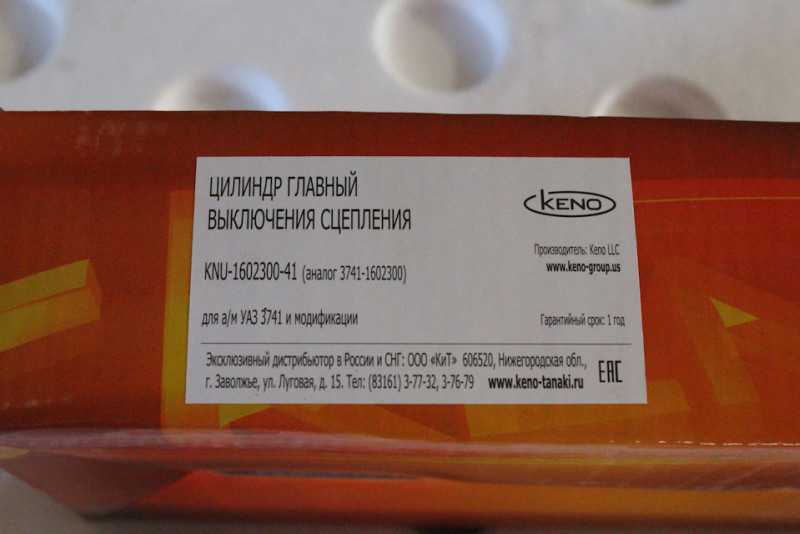 ЦИЛИНДР ГЛАВНЫЙ
ВЫКЛЮЧЕНИЯ СЦЕПЛЕНИЯ
KENO
KNU-1602300-41 (аналог 3741-1602300)
Производитель: Keno LLC
www.keno-group.us
для а/м УАЗ 3741 и модификации
Гарантийный срок: 1 год
Эксклюзивный дистрибьютор в России и СНГ: ООО «КиТ» 606520, Нижегородская обл.,
г. Заволжье, ул. Луговая, д. 15. Тел: (83161) 3-77-32, 3-76-79 www.keno-tanaki.ru
EAC